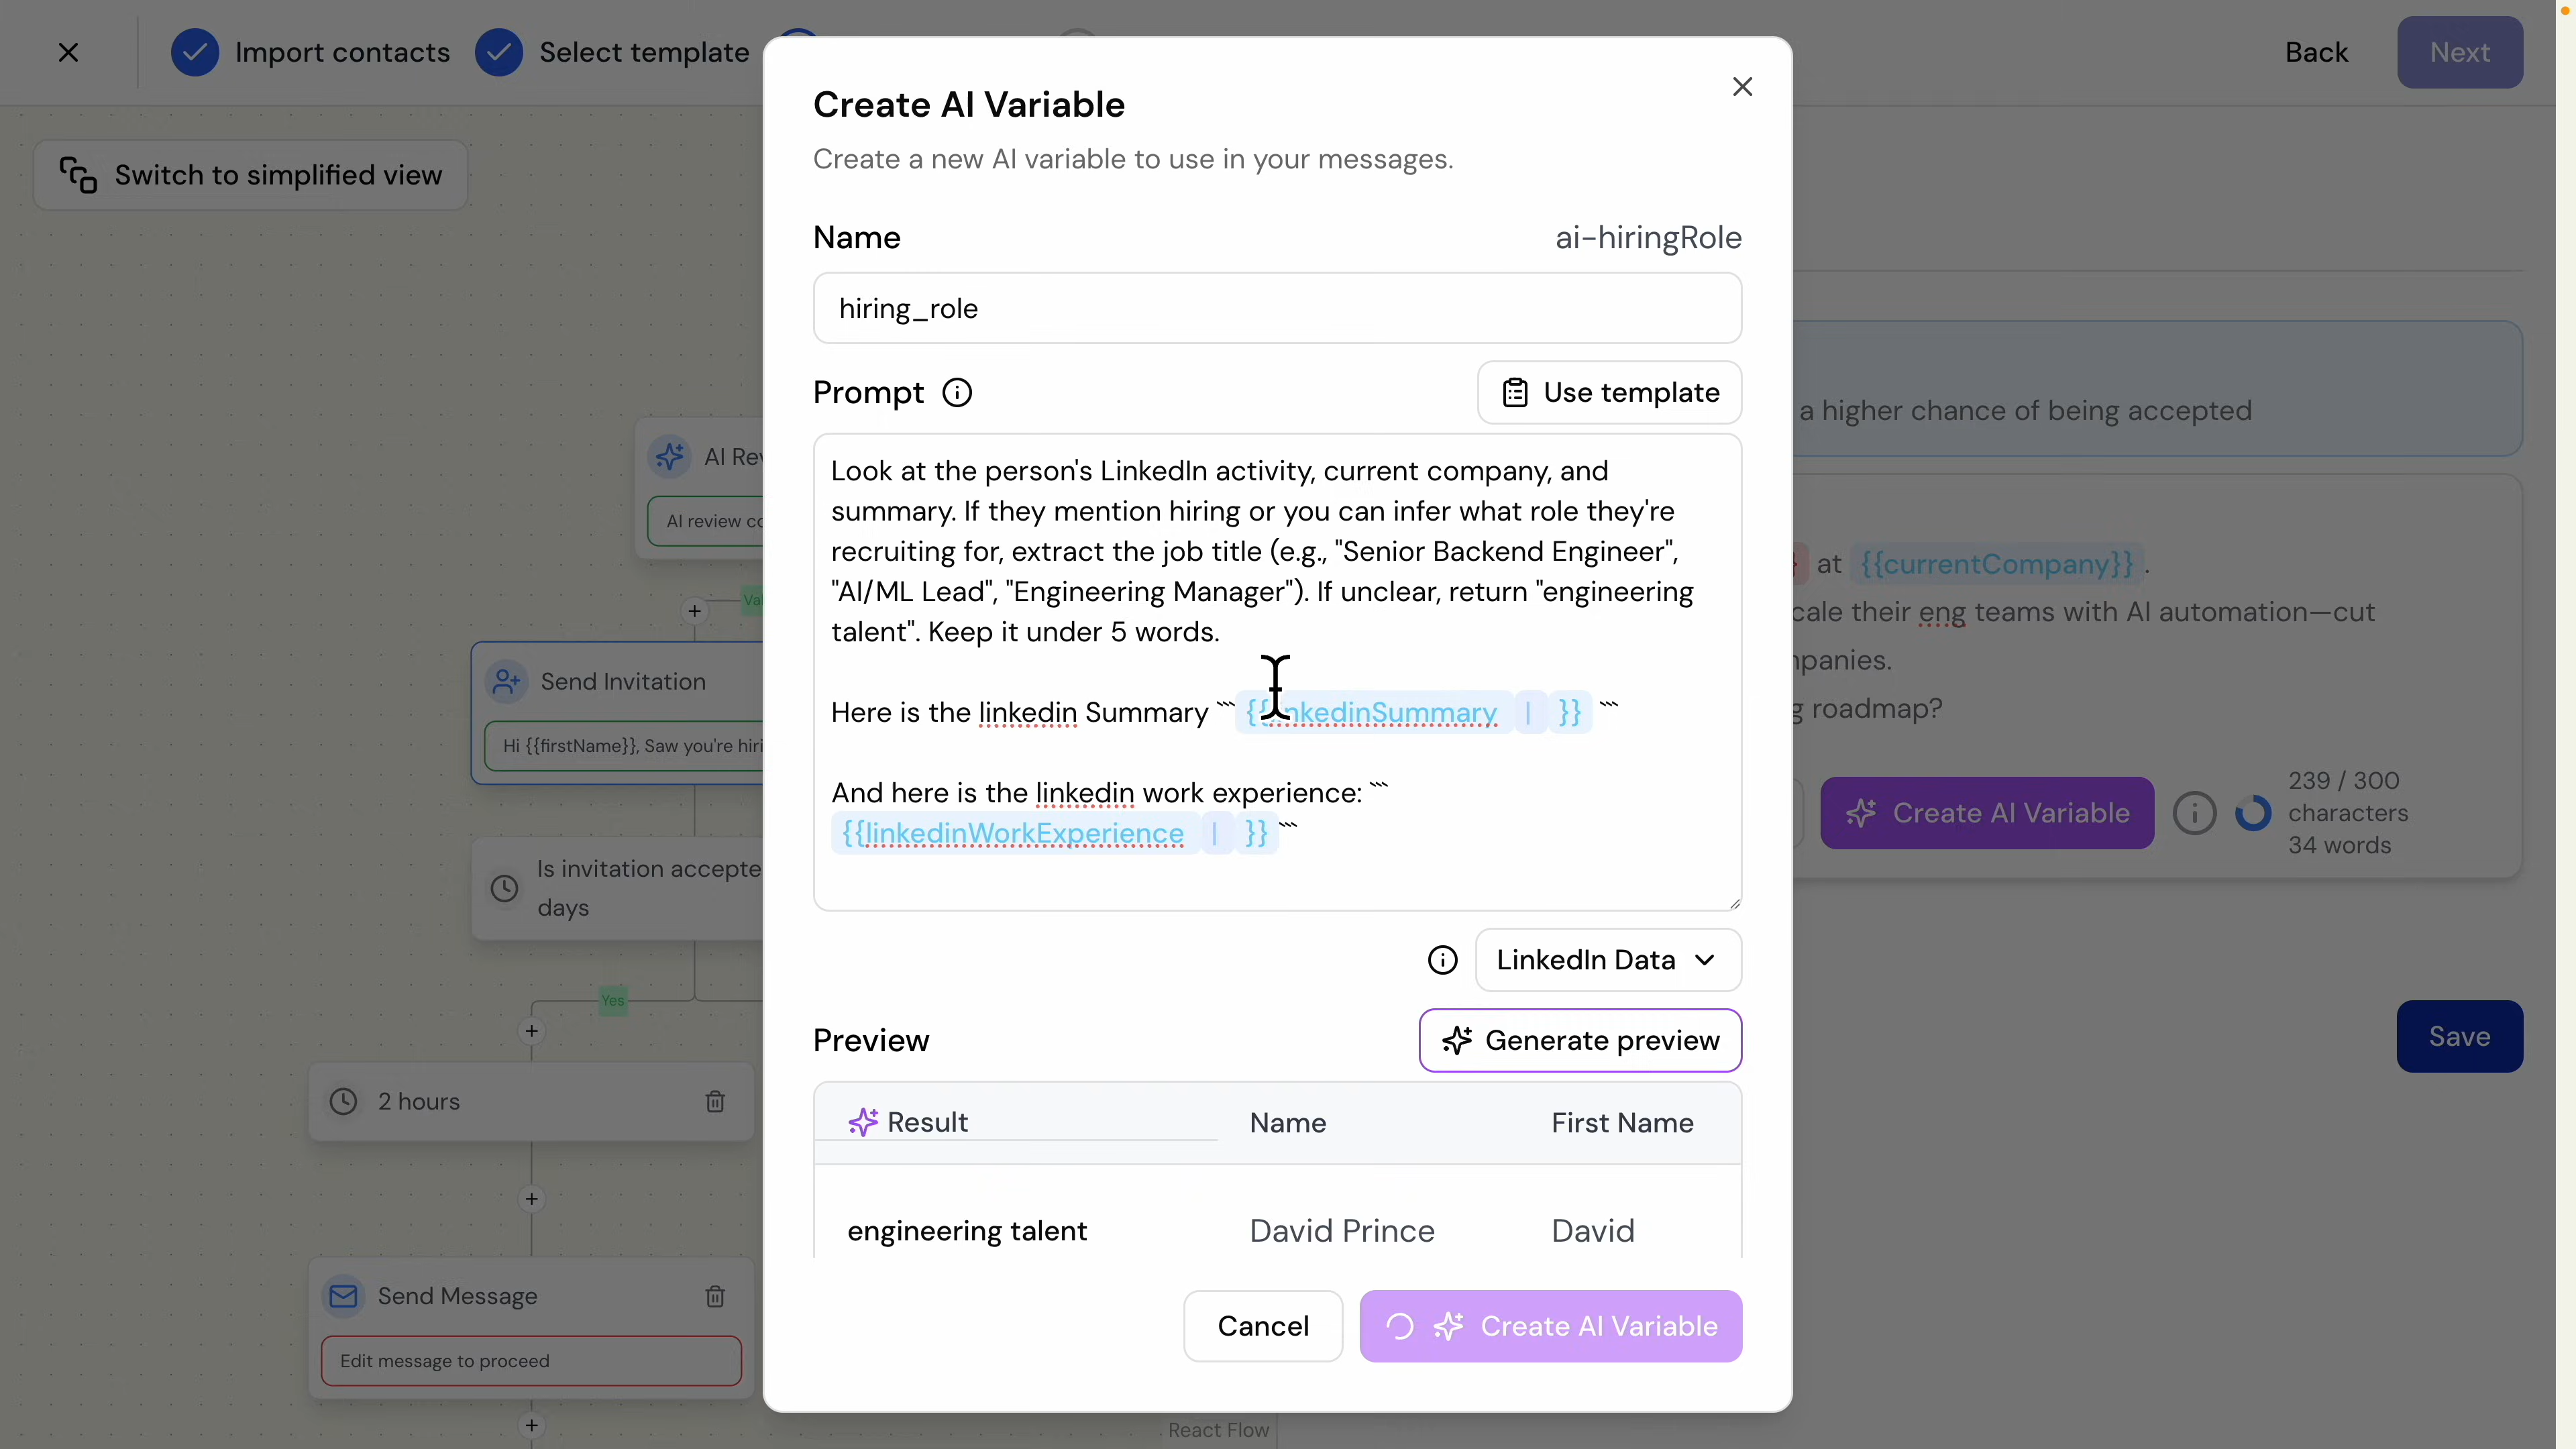 Import contacts
Select template
Back
Next
Switch to simplified view
Create AI Variable
Create a new AI variable to use in your messages.
Name
ai-hiringRole
hiring_role
Prompt
Use template
Look at the person's LinkedIn activity, current company, and
summary. If they mention hiring or you can infer what role they're
recruiting for, extract the job title (e.g., "Senior Backend Engineer",
"AI/ML Lead", "Engineering Manager"). If unclear, return "engineering
talent". Keep it under 5 words.
Here is the linkedin Summary ```{{linkedinSummary | }} ```
And here is the linkedin work experience: ```
{{linkedinWorkExperience | }}```
LinkedIn Data
Preview
Generate preview
Result
Name
First Name
engineering talent
David Prince
David
Cancel
Create AI Variable
AI Rev
AI review co
Val
Send Invitation
Hi {{firstName}}, Saw you're hiri
Is invitation accepte
days
Yes
2 hours
Send Message
Edit message to proceed
React Flow
a higher chance of being accepted
} at {{currentCompany}}.
cale their eng teams with AI automation—cut
mpanies.
g roadmap?
Create AI Variable
239 / 300
characters
34 words
Save